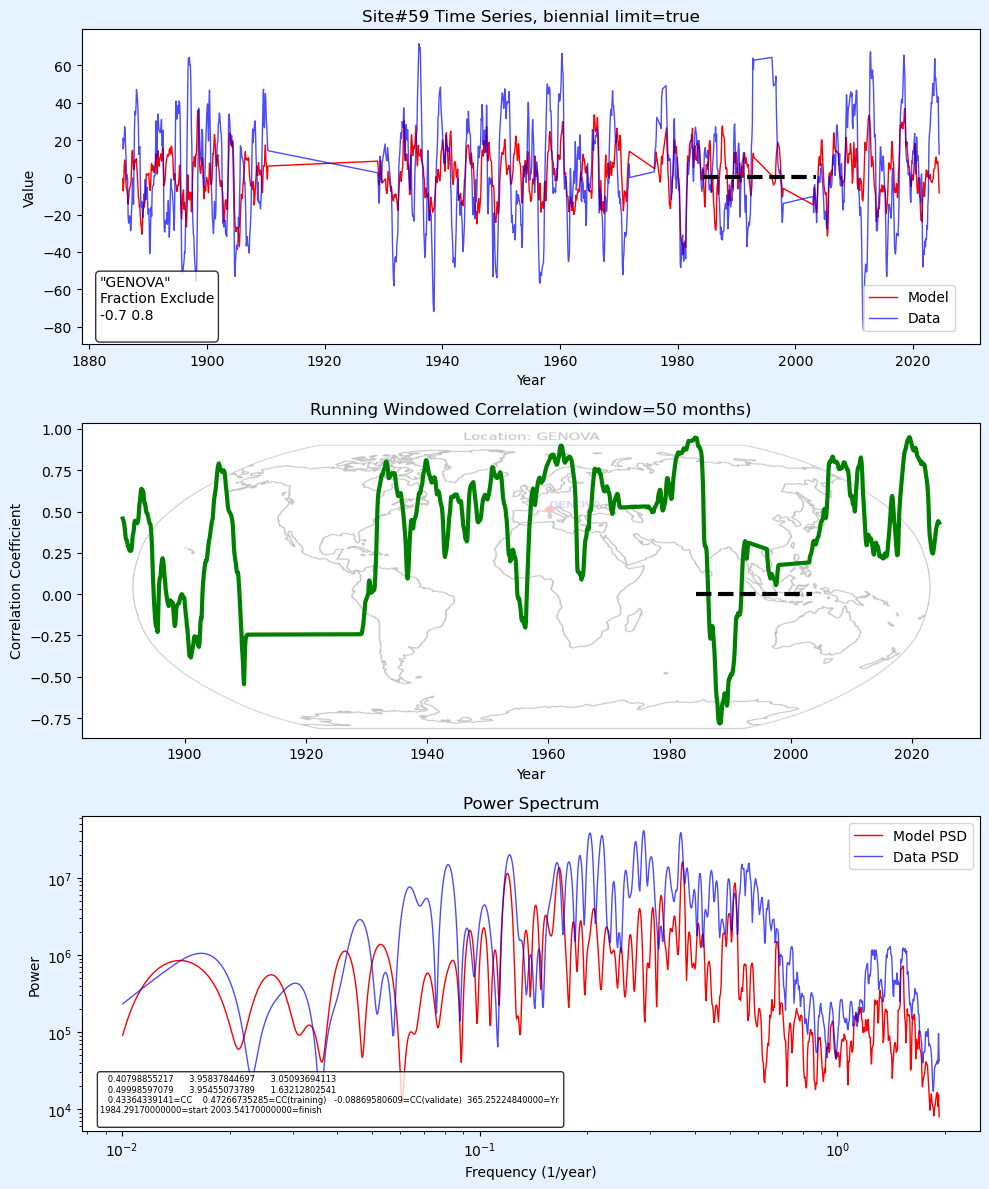 Site#59 Time Series, biennial limit=true
Value
60
40
20
0
−20
−40
−60
−80
"GENOVA"
Fraction Exclude
-0.7 0.8
Model
Data
1880 1900 1920 1940 1960 1980 2000 2020
Year
Running Windowed Correlation (window=50 months)
Location: GENOVA
GENOVA
Correlation Coefficient
1.00
0.75
0.50
0.25
0.00
−0.25
−0.50
−0.75
1900 1920 1940 1960 1980 2000 2020
Year
Power Spectrum
Model PSD
Data PSD
Power
10⁷
10⁶
10⁵
10⁴
0.40798855217 3.95837844697 3.05093694113
0.49998597079 3.95455073789 1.63212802541
0.43364339141=CC 0.47266735285=CC(training) -0.08869580609=CC(validate) 365.25224840000=Yr
1984.29170000000=start 2003.54170000000=finish
10⁻² 10⁻¹ 10⁰
Frequency (1/year)